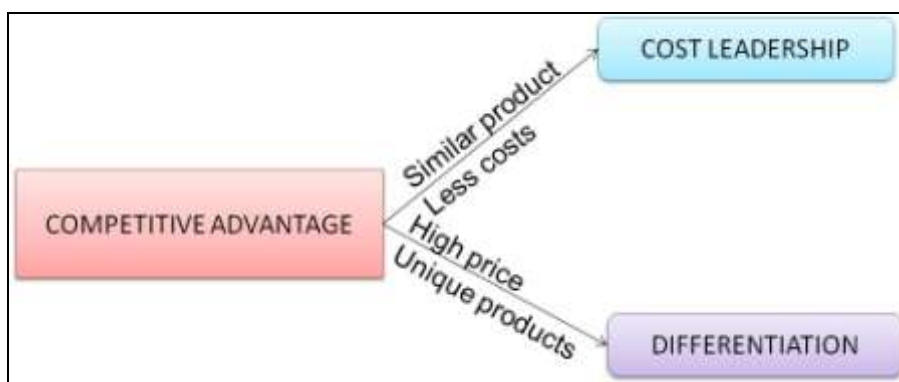 COST LEADERSHIP
Similar product
Less costs
COMPETITIVE ADVANTAGE
High price
Unique products
DIFFERENTIATION